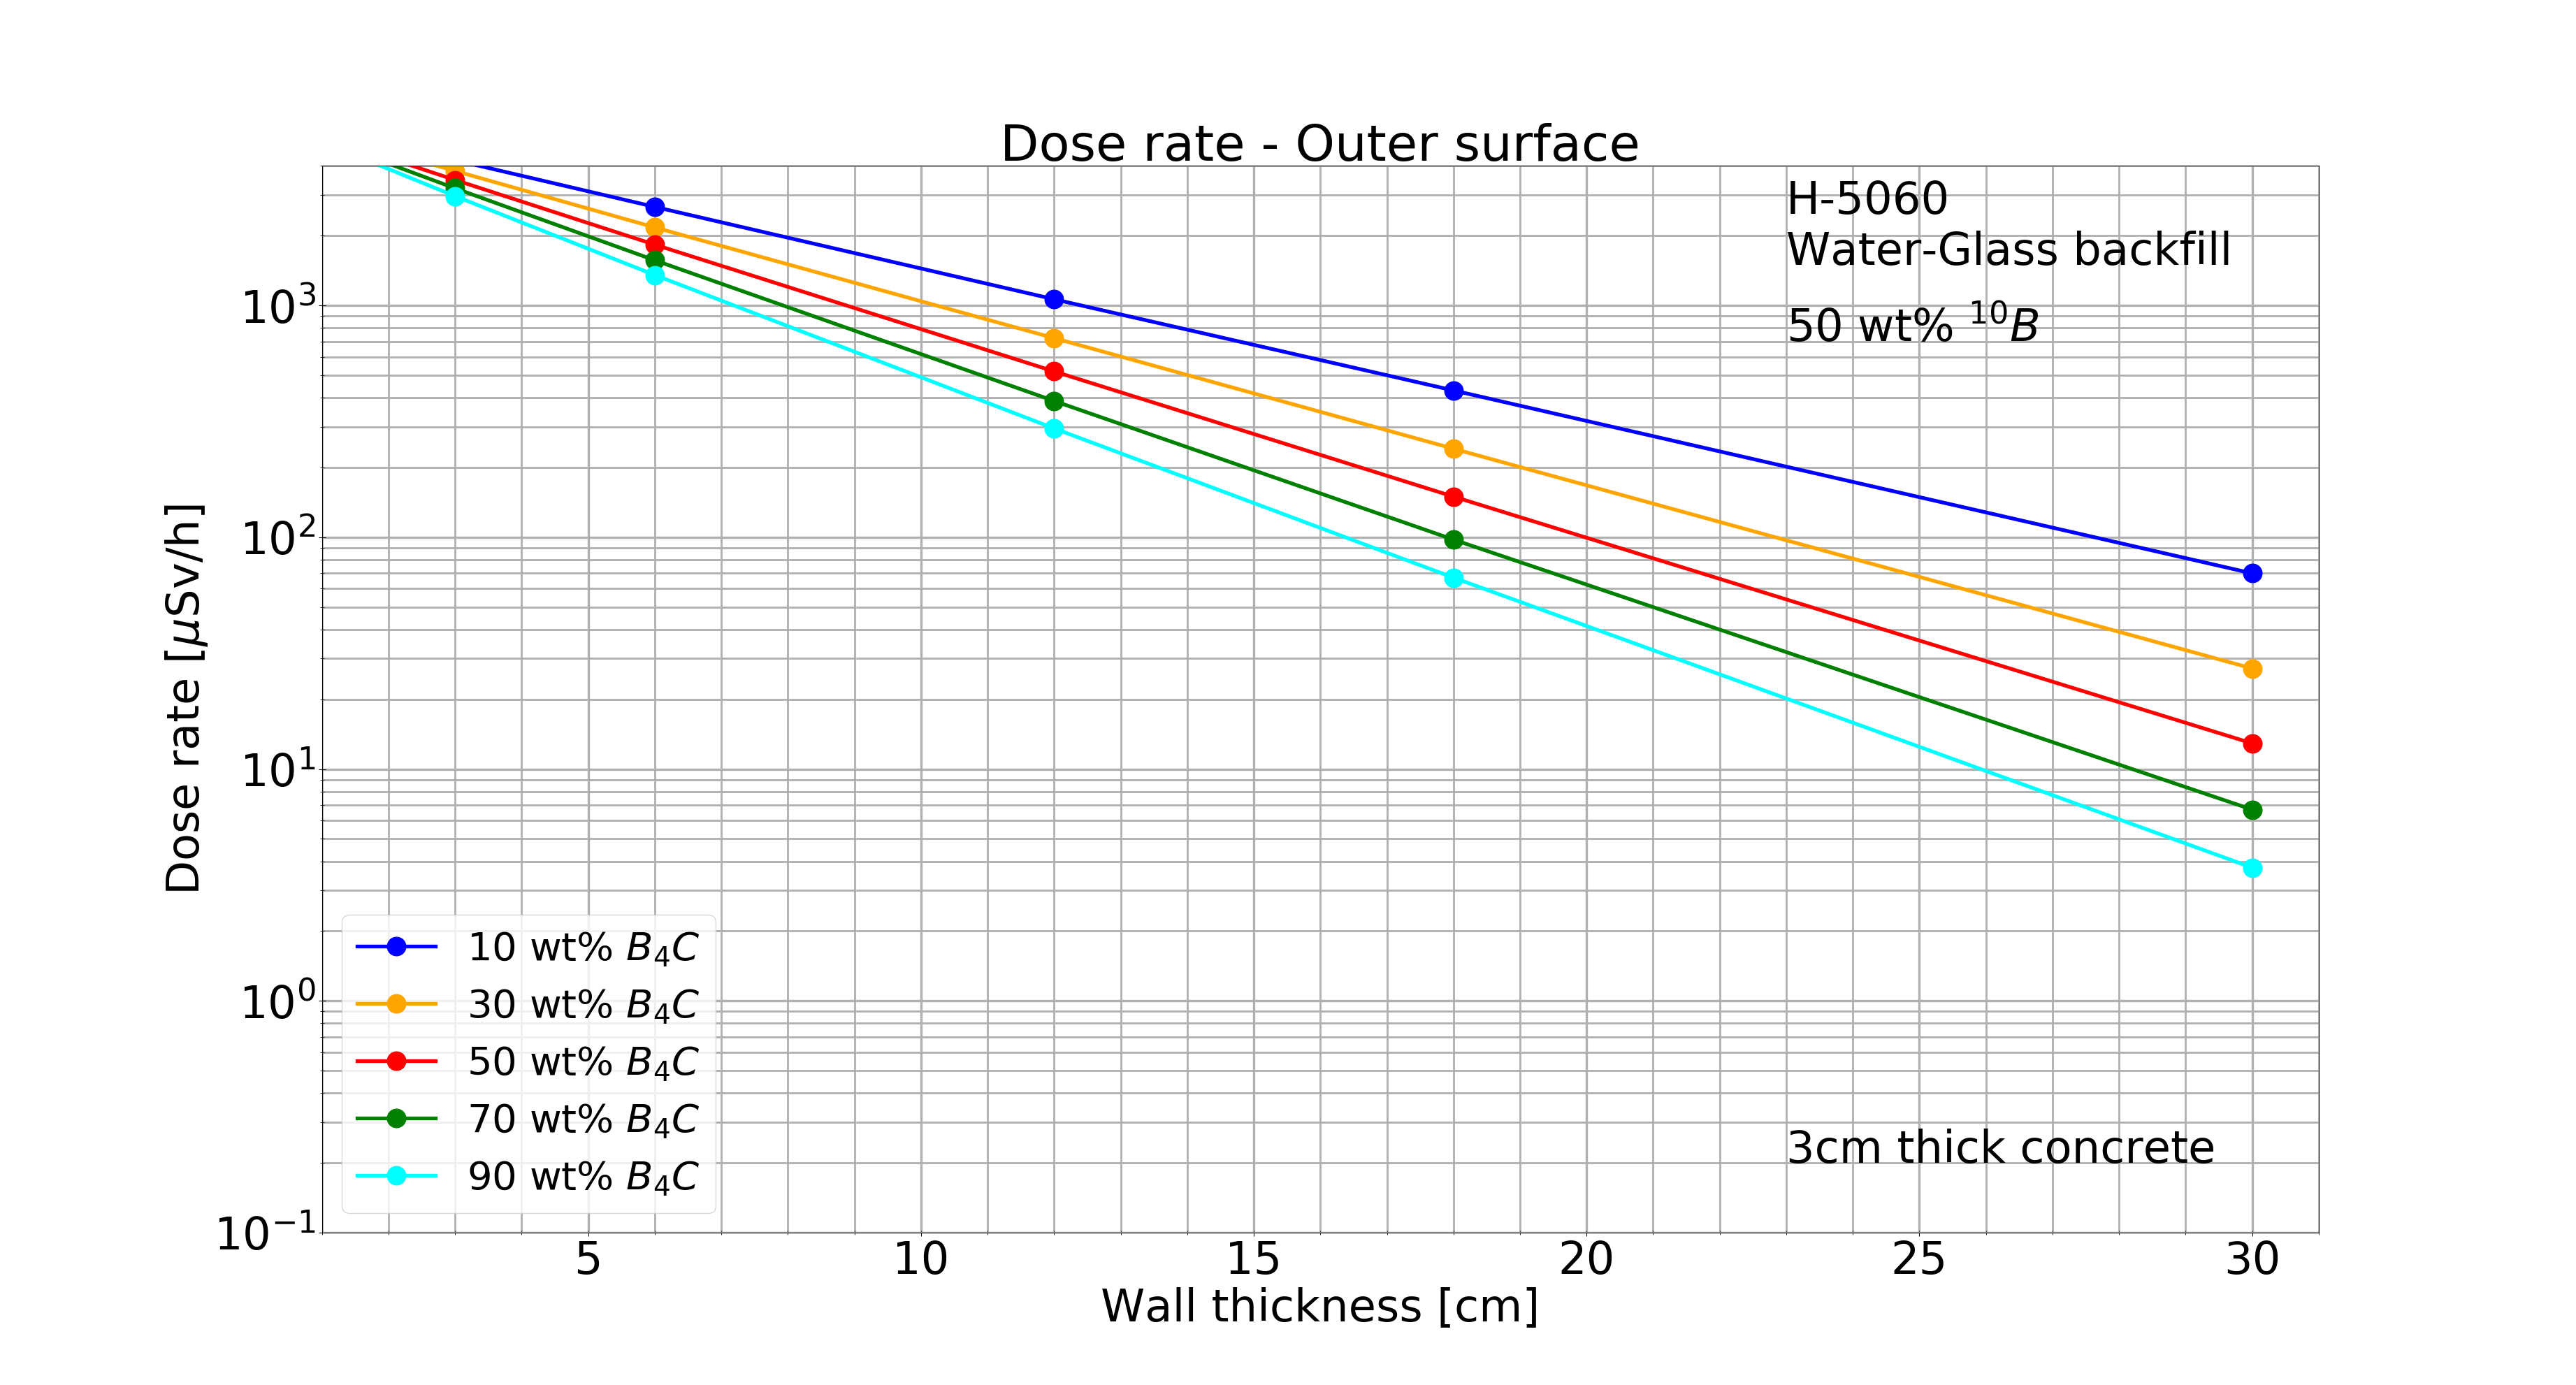 Dose rate - Outer surface
H-5060
Water-Glass backfill
50 wt% ¹⁰B
10³
10²
10¹
10⁰
10⁻¹
Dose rate [μSv/h]
10 wt% B₄C
30 wt% B₄C
50 wt% B₄C
70 wt% B₄C
90 wt% B₄C
3cm thick concrete
5 10 15 20 25 30
Wall thickness [cm]